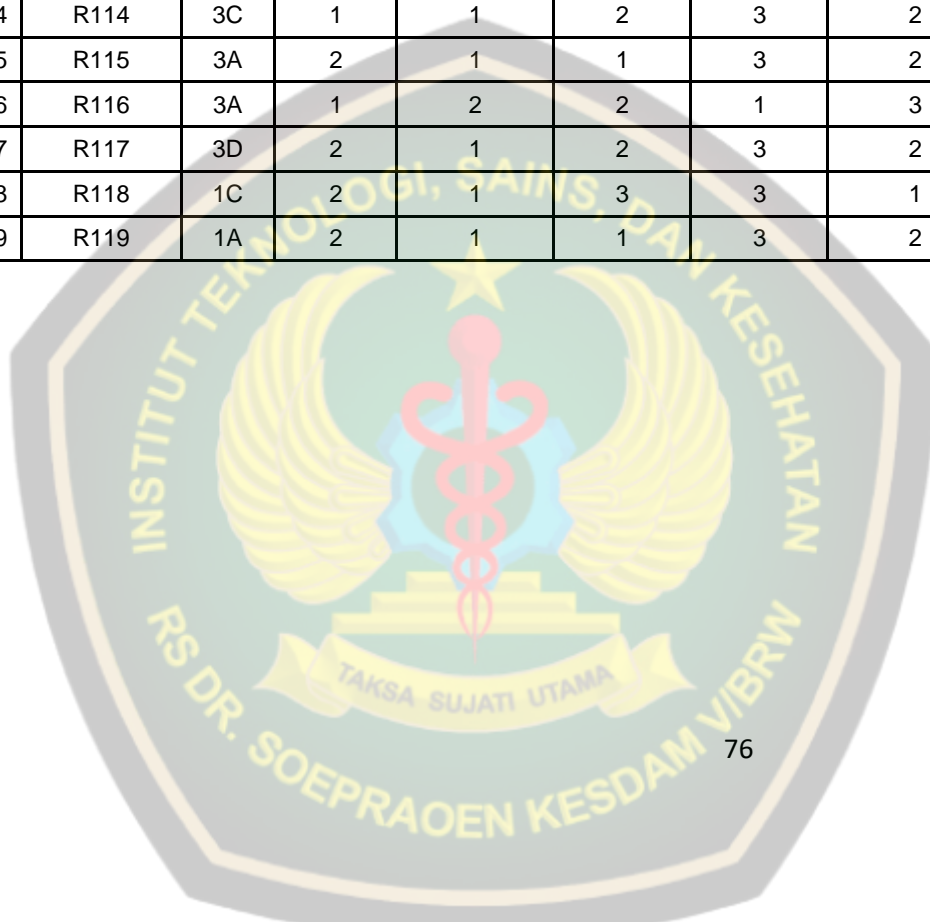 4 R114 3C 1 1 2 3 2
5 R115 3A 2 1 1 3 2
6 R116 3A 1 2 2 1 3
7 R117 3D 2 1 2 3 2
8 R118 1C 2 1 3 3 1
9 R119 1A 2 1 1 3 2
INSTITUT TEKNOLOGI, SAINS, DAN KESEHATAN
TAKSA SUJATI UTAMA
RS DR. SOEPRAOEN KESDAM V/BRW
76